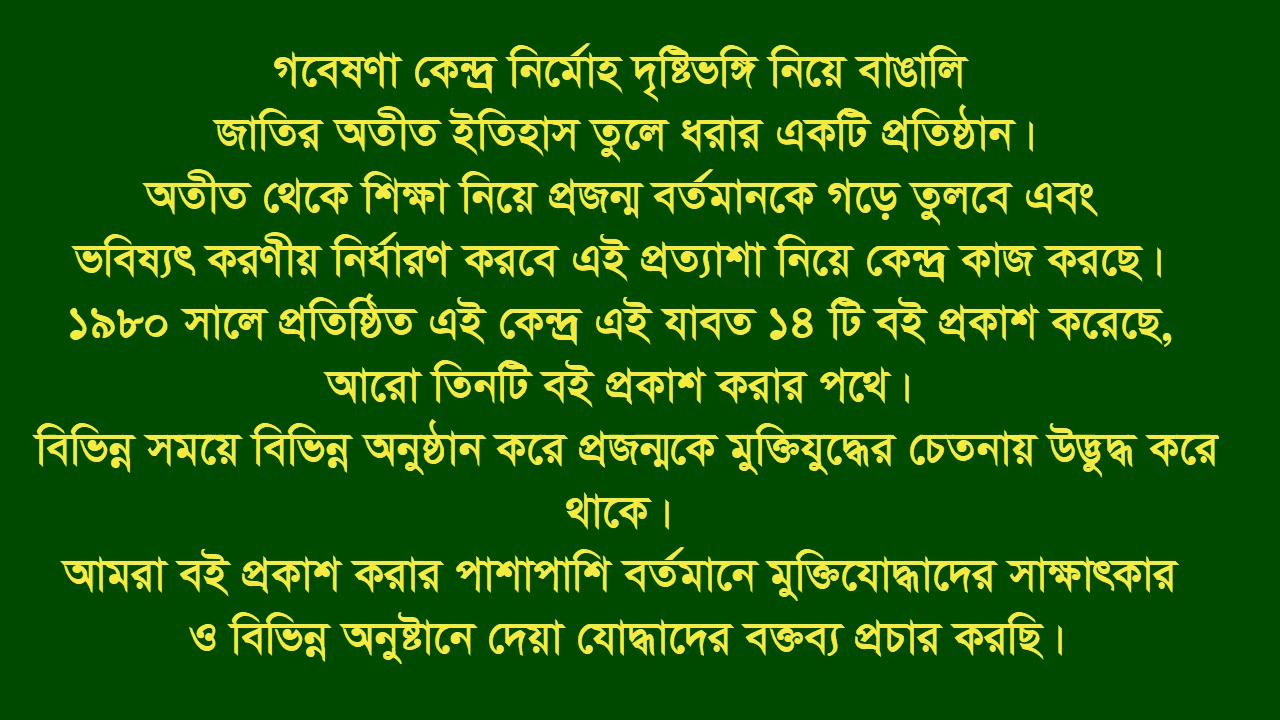 গবেষণা কেন্দ্র নির্মোহ দৃষ্টিভঙ্গি নিয়ে বাঙালি
জাতির অতীত ইতিহাস তুলে ধরার একটি প্রতিষ্ঠান।
অতীত থেকে শিক্ষা নিয়ে প্রজন্ম বর্তমানকে গড়ে তুলবে এবং
ভবিষ্যৎ করণীয় নির্ধারণ করবে এই প্রত্যাশা নিয়ে কেন্দ্র কাজ করছে।
১৯৮০ সালে প্রতিষ্ঠিত এই কেন্দ্র এই যাবত ১৪ টি বই প্রকাশ করেছে,
আরো তিনটি বই প্রকাশ করার পথে।
বিভিন্ন সময়ে বিভিন্ন অনুষ্ঠান করে প্রজন্মকে মুক্তিযুদ্ধের চেতনায় উদ্ভুদ্ধ করে
থাকে।
আমরা বই প্রকাশ করার পাশাপাশি বর্তমানে মুক্তিযোদ্ধাদের সাক্ষাৎকার
ও বিভিন্ন অনুষ্টানে দেয়া যোদ্ধাদের বক্তব্য প্রচার করছি।